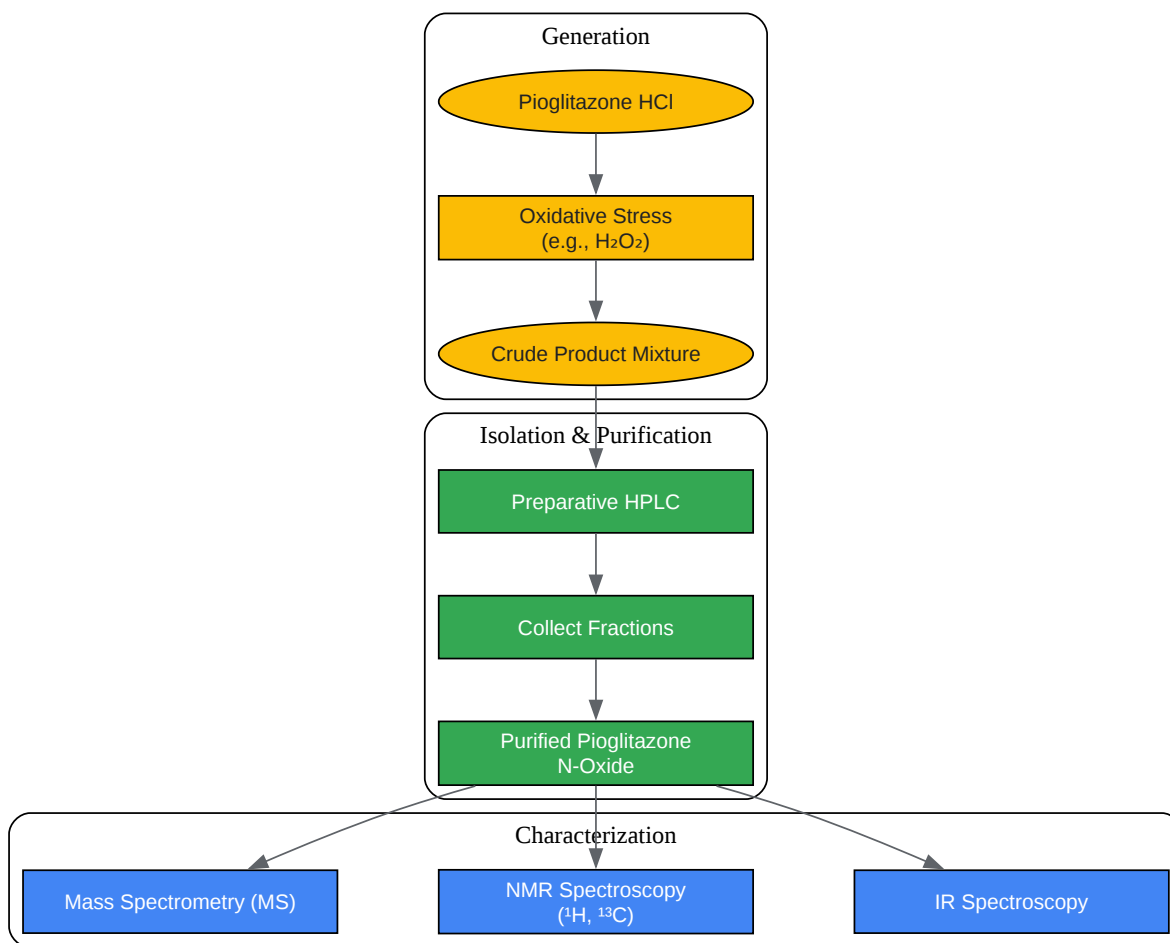 Generation
Pioglitazone HCl
Oxidative Stress
(e.g., H₂O₂)
Crude Product Mixture
Isolation & Purification
Preparative HPLC
Collect Fractions
Purified Pioglitazone
N-Oxide
Characterization
Mass Spectrometry (MS)
NMR Spectroscopy
(¹H, ¹³C)
IR Spectroscopy